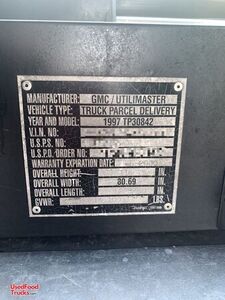 MANUFACTURER: GMC / UTILIMASTER
VEHICLE TYPE: TRUCK PARCEL DELIVERY
YEAR AND MODEL: 1997 TP30842
V.I.N. NO:
U.S.P.S. NO:
U.S.P.O. ORDER NO:
WARRANTY EXPIRATION DATE:
OVERALL HEIGHT: IN.
OVERALL WIDTH: 80.69 IN.
OVERALL LENGTH: IN.
GVWR: LBS.
UsedFood
Trucks.com